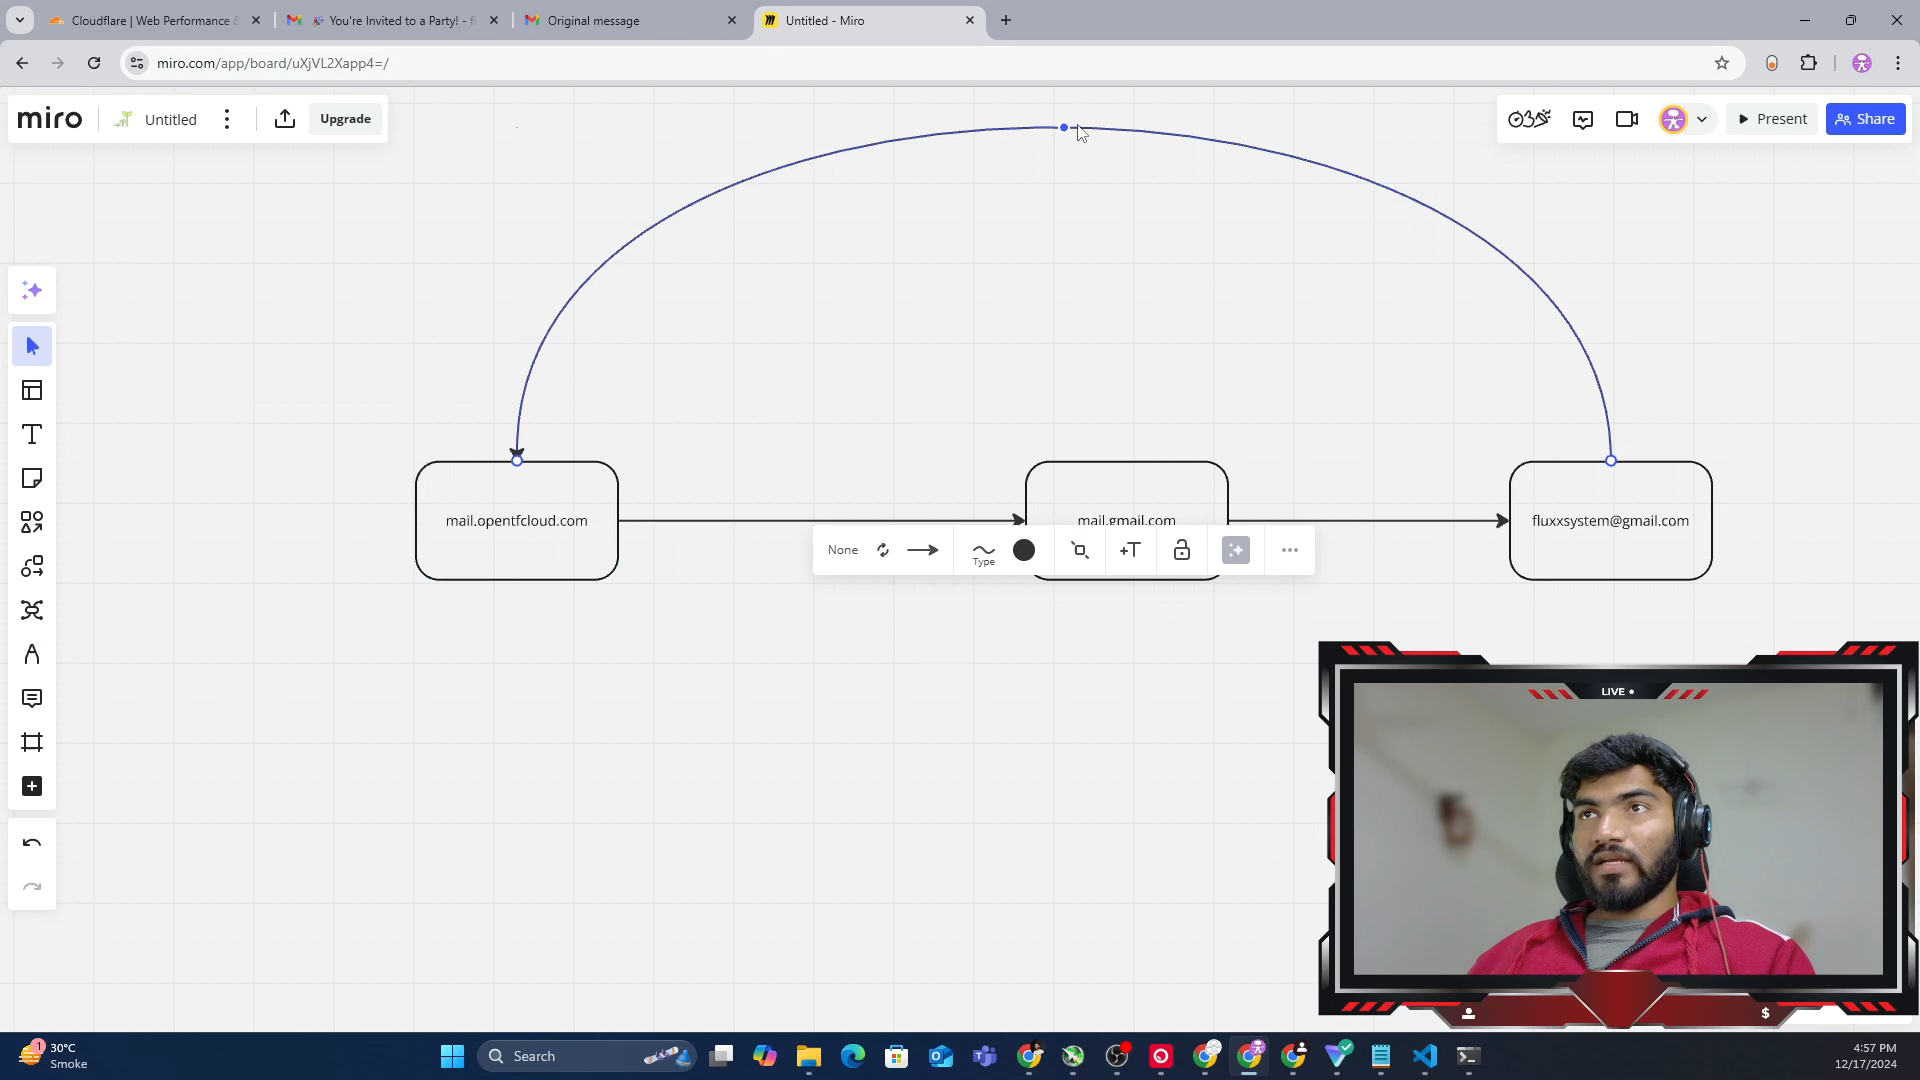 Cloudflare | Web Performance &
You're Invited to a Party! - fl
Original message
Untitled - Miro
miro.com/app/board/uXjVL2Xapp4=/
miro
Untitled
Upgrade
Present
Share
mail.opentfcloud.com
mail.gmail.com
fluxxsystem@gmail.com
None
Type
+T
LIVE
$
1
30°C
Smoke
Search
4:57 PM
12/17/2024